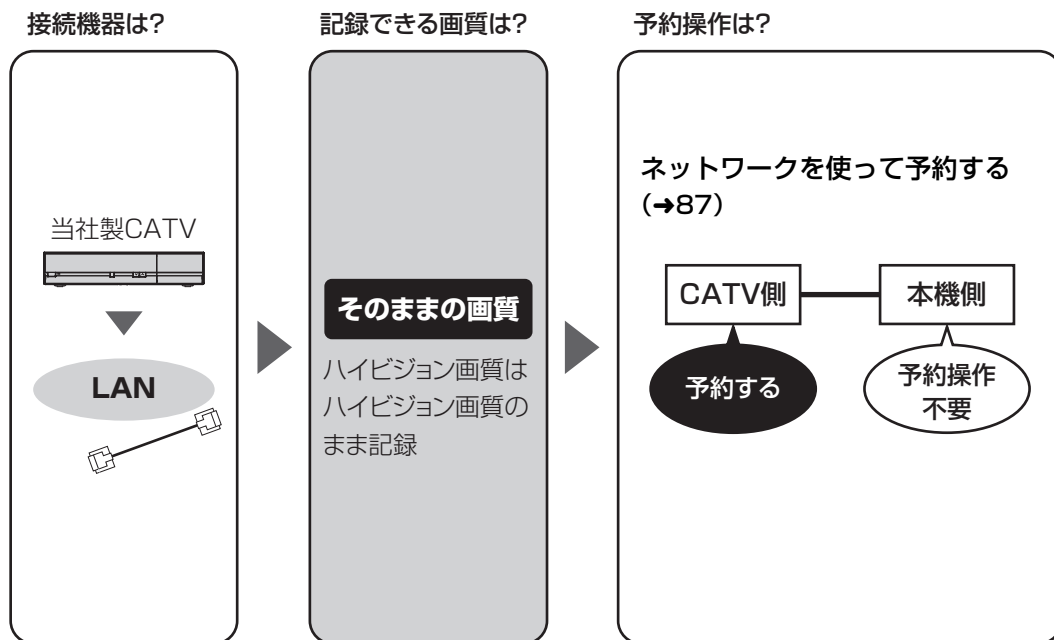 接続機器は?
当社製CATV
LAN
記録できる画質は?
そのままの画質
ハイビジョン画質は
ハイビジョン画質の
まま記録
予約操作は?
ネットワークを使って予約する
(➜87)
CATV側
本機側
予約する
予約操作
不要